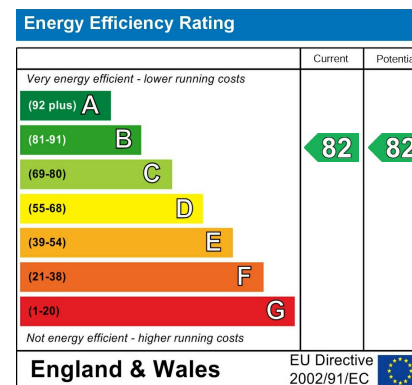 Energy Efficiency Rating
Current Potentia
Very energy efficient - lower running costs
(92 plus) A
(81-91) B 82 82
(69-80) C
(55-68) D
(39-54) E
(21-38) F
(1-20) G
Not energy efficient - higher running costs
England & Wales
EU Directive
2002/91/EC